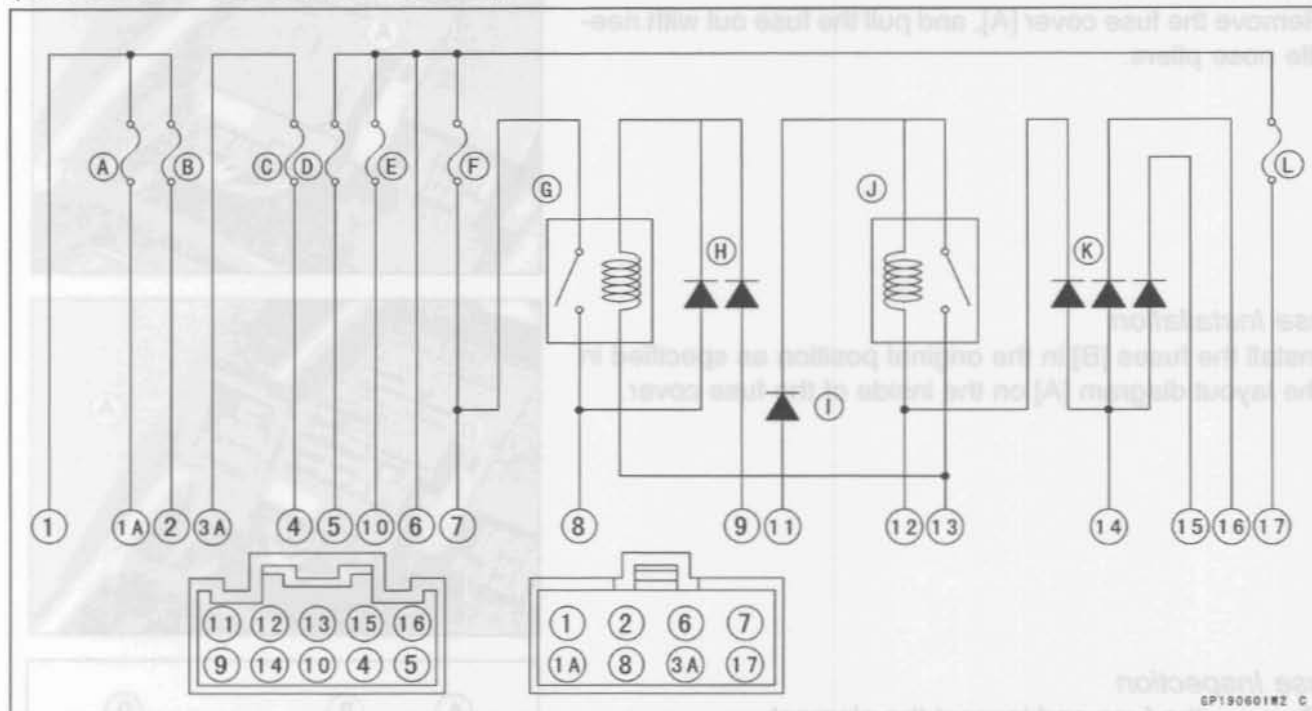 Remove the fuse cover [A], and pull the fuse out with nee-
dle nose pliers.
A B C D E F L
G J
H K
I
1 1A 2 3A 4 5 10 6 7 8 9 11 12 13 14 15 16 17
11 12 13 15 16
9 14 10 4 5
1 2 6 7
1A 8 3A 17
Installation
Install the fuses [B] in the original position as specified in
the layout diagram [A] on the inside of the fuse cover.
Inspection
GP190601W2 C